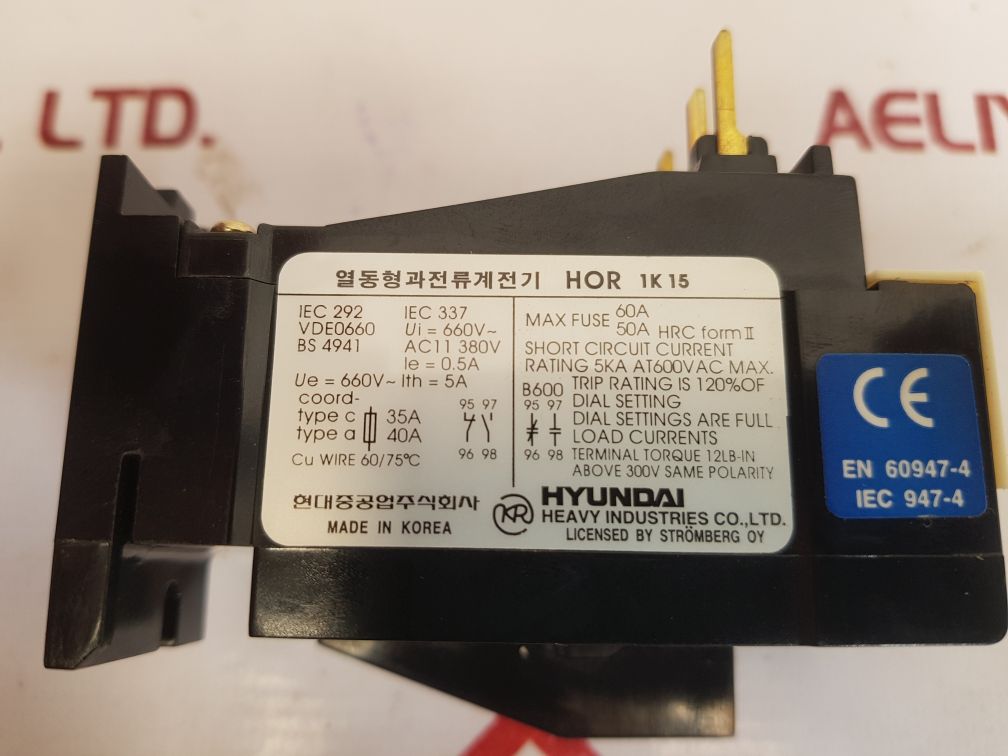 LTD.
AELIY
열동형과전류계전기 HOR 1K 15
IEC 292 IEC 337
VDE0660 Ui = 660V~
BS 4941 AC11 380V
Ie = 0.5A
Ue = 660V~ Ith = 5A
coord-
type c 35A
type a 40A
95 97
96 98
Cu WIRE 60/75°C
MAX FUSE 60A
50A HRC form II
SHORT CIRCUIT CURRENT
RATING 5KA AT600VAC MAX.
B600 TRIP RATING IS 120%OF
95 97 DIAL SETTING
DIAL SETTINGS ARE FULL
LOAD CURRENTS
96 98 TERMINAL TORQUE 12LB-IN
ABOVE 300V SAME POLARITY
현대중공업주식회사
MADE IN KOREA
KR
HYUNDAI
HEAVY INDUSTRIES CO.,LTD.
LICENSED BY STRÖMBERG OY
CE
EN 60947-4
IEC 947-4